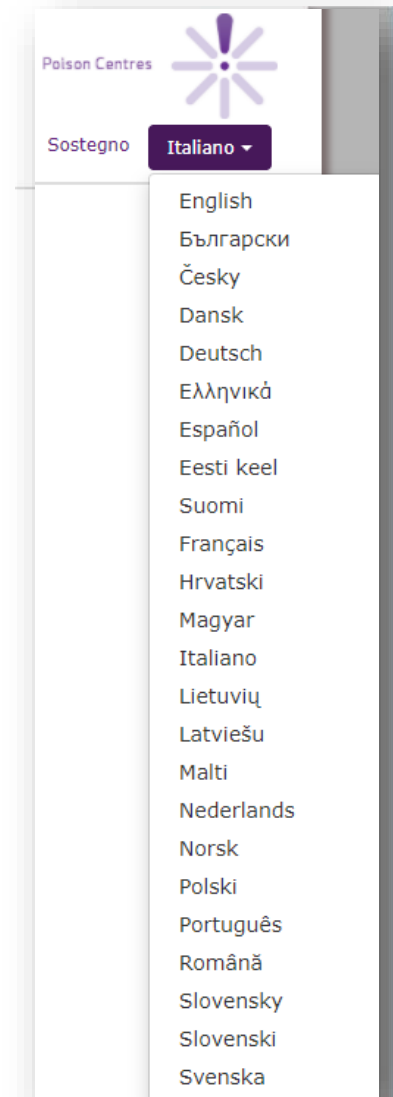 Polson Centres
Sostegno Italiano
English
Български
Česky
Dansk
Deutsch
Ελληνικά
Español
Eesti keel
Suomi
Français
Hrvatski
Magyar
Italiano
Lietuvių
Latviešu
Malti
Nederlands
Norsk
Polski
Português
Română
Slovensky
Slovenski
Svenska